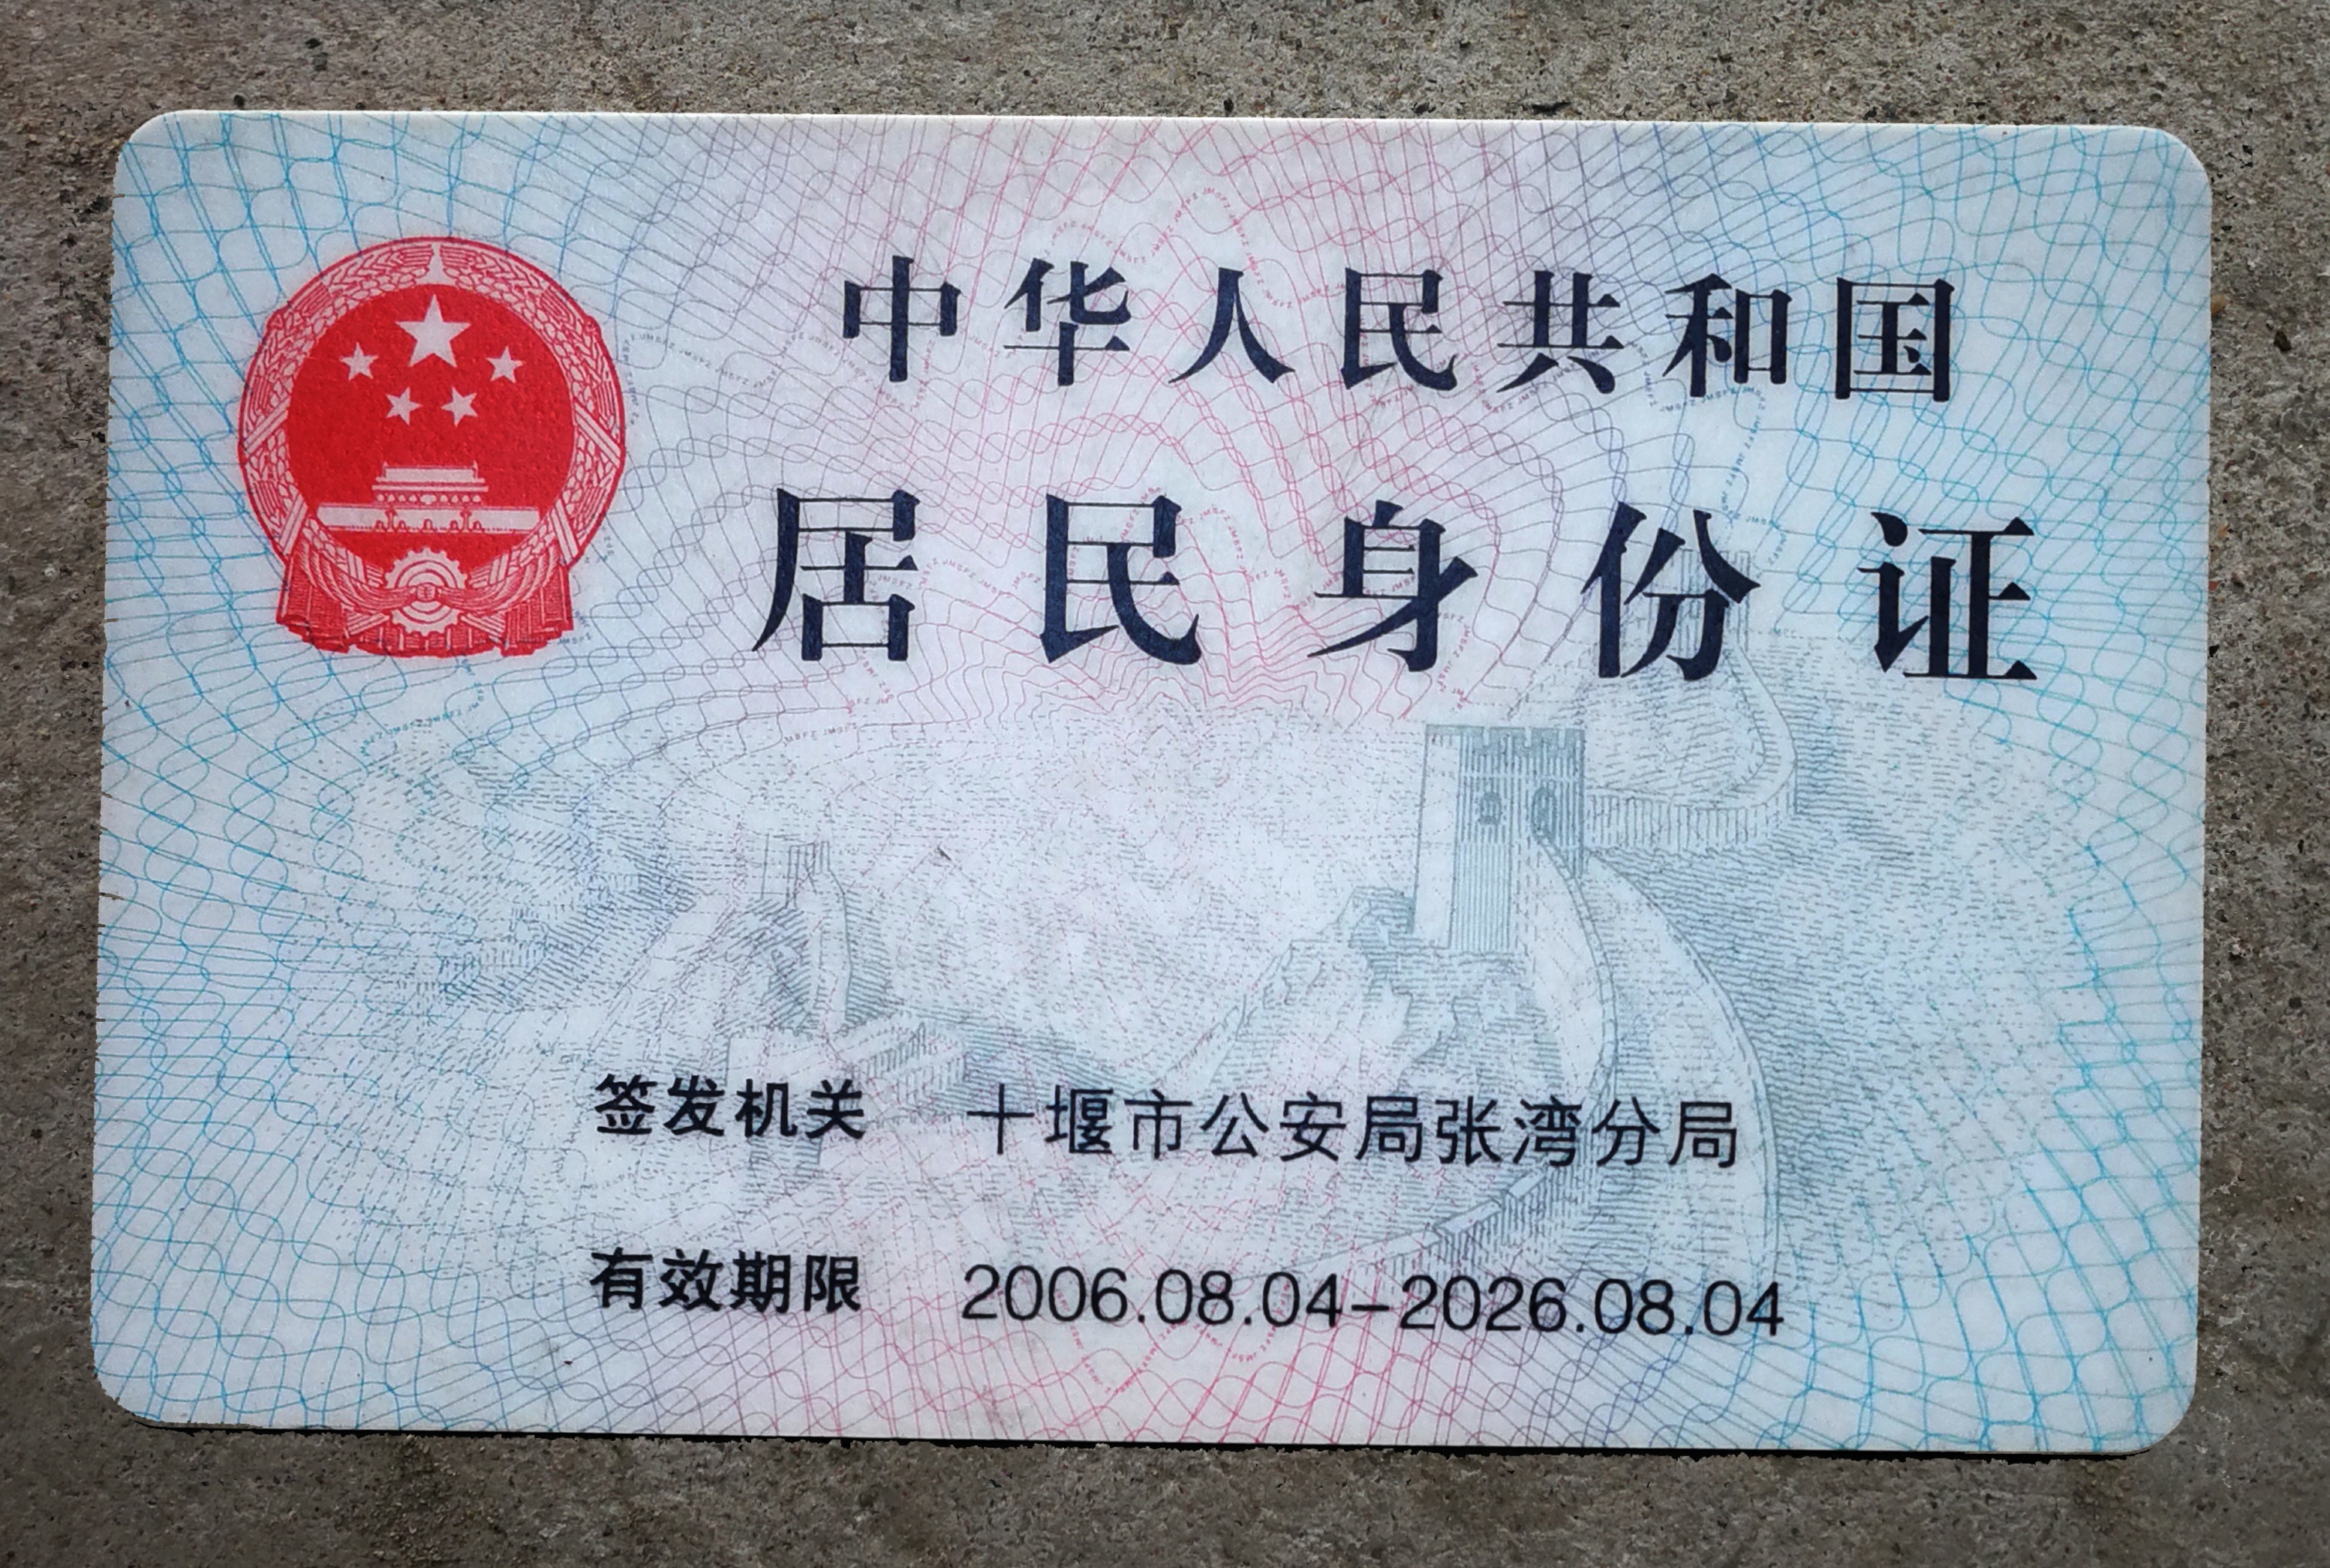 中华人民共和国
居民身份证
签发机关 十堰市公安局张湾分局
有效期限 2006.08.04-2026.08.04